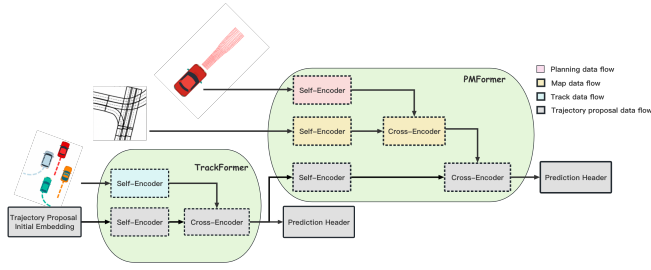 PMFormer
Planning data flow
Map data flow
Track data flow
Trajectory proposal data flow
Self-Encoder
Self-Encoder
Cross-Encoder
TrackFormer
Self-Encoder
Self-Encoder
Cross-Encoder
Prediction Header
Trajectory Proposal
Initial Embedding
Self-Encoder
Cross-Encoder
Prediction Header